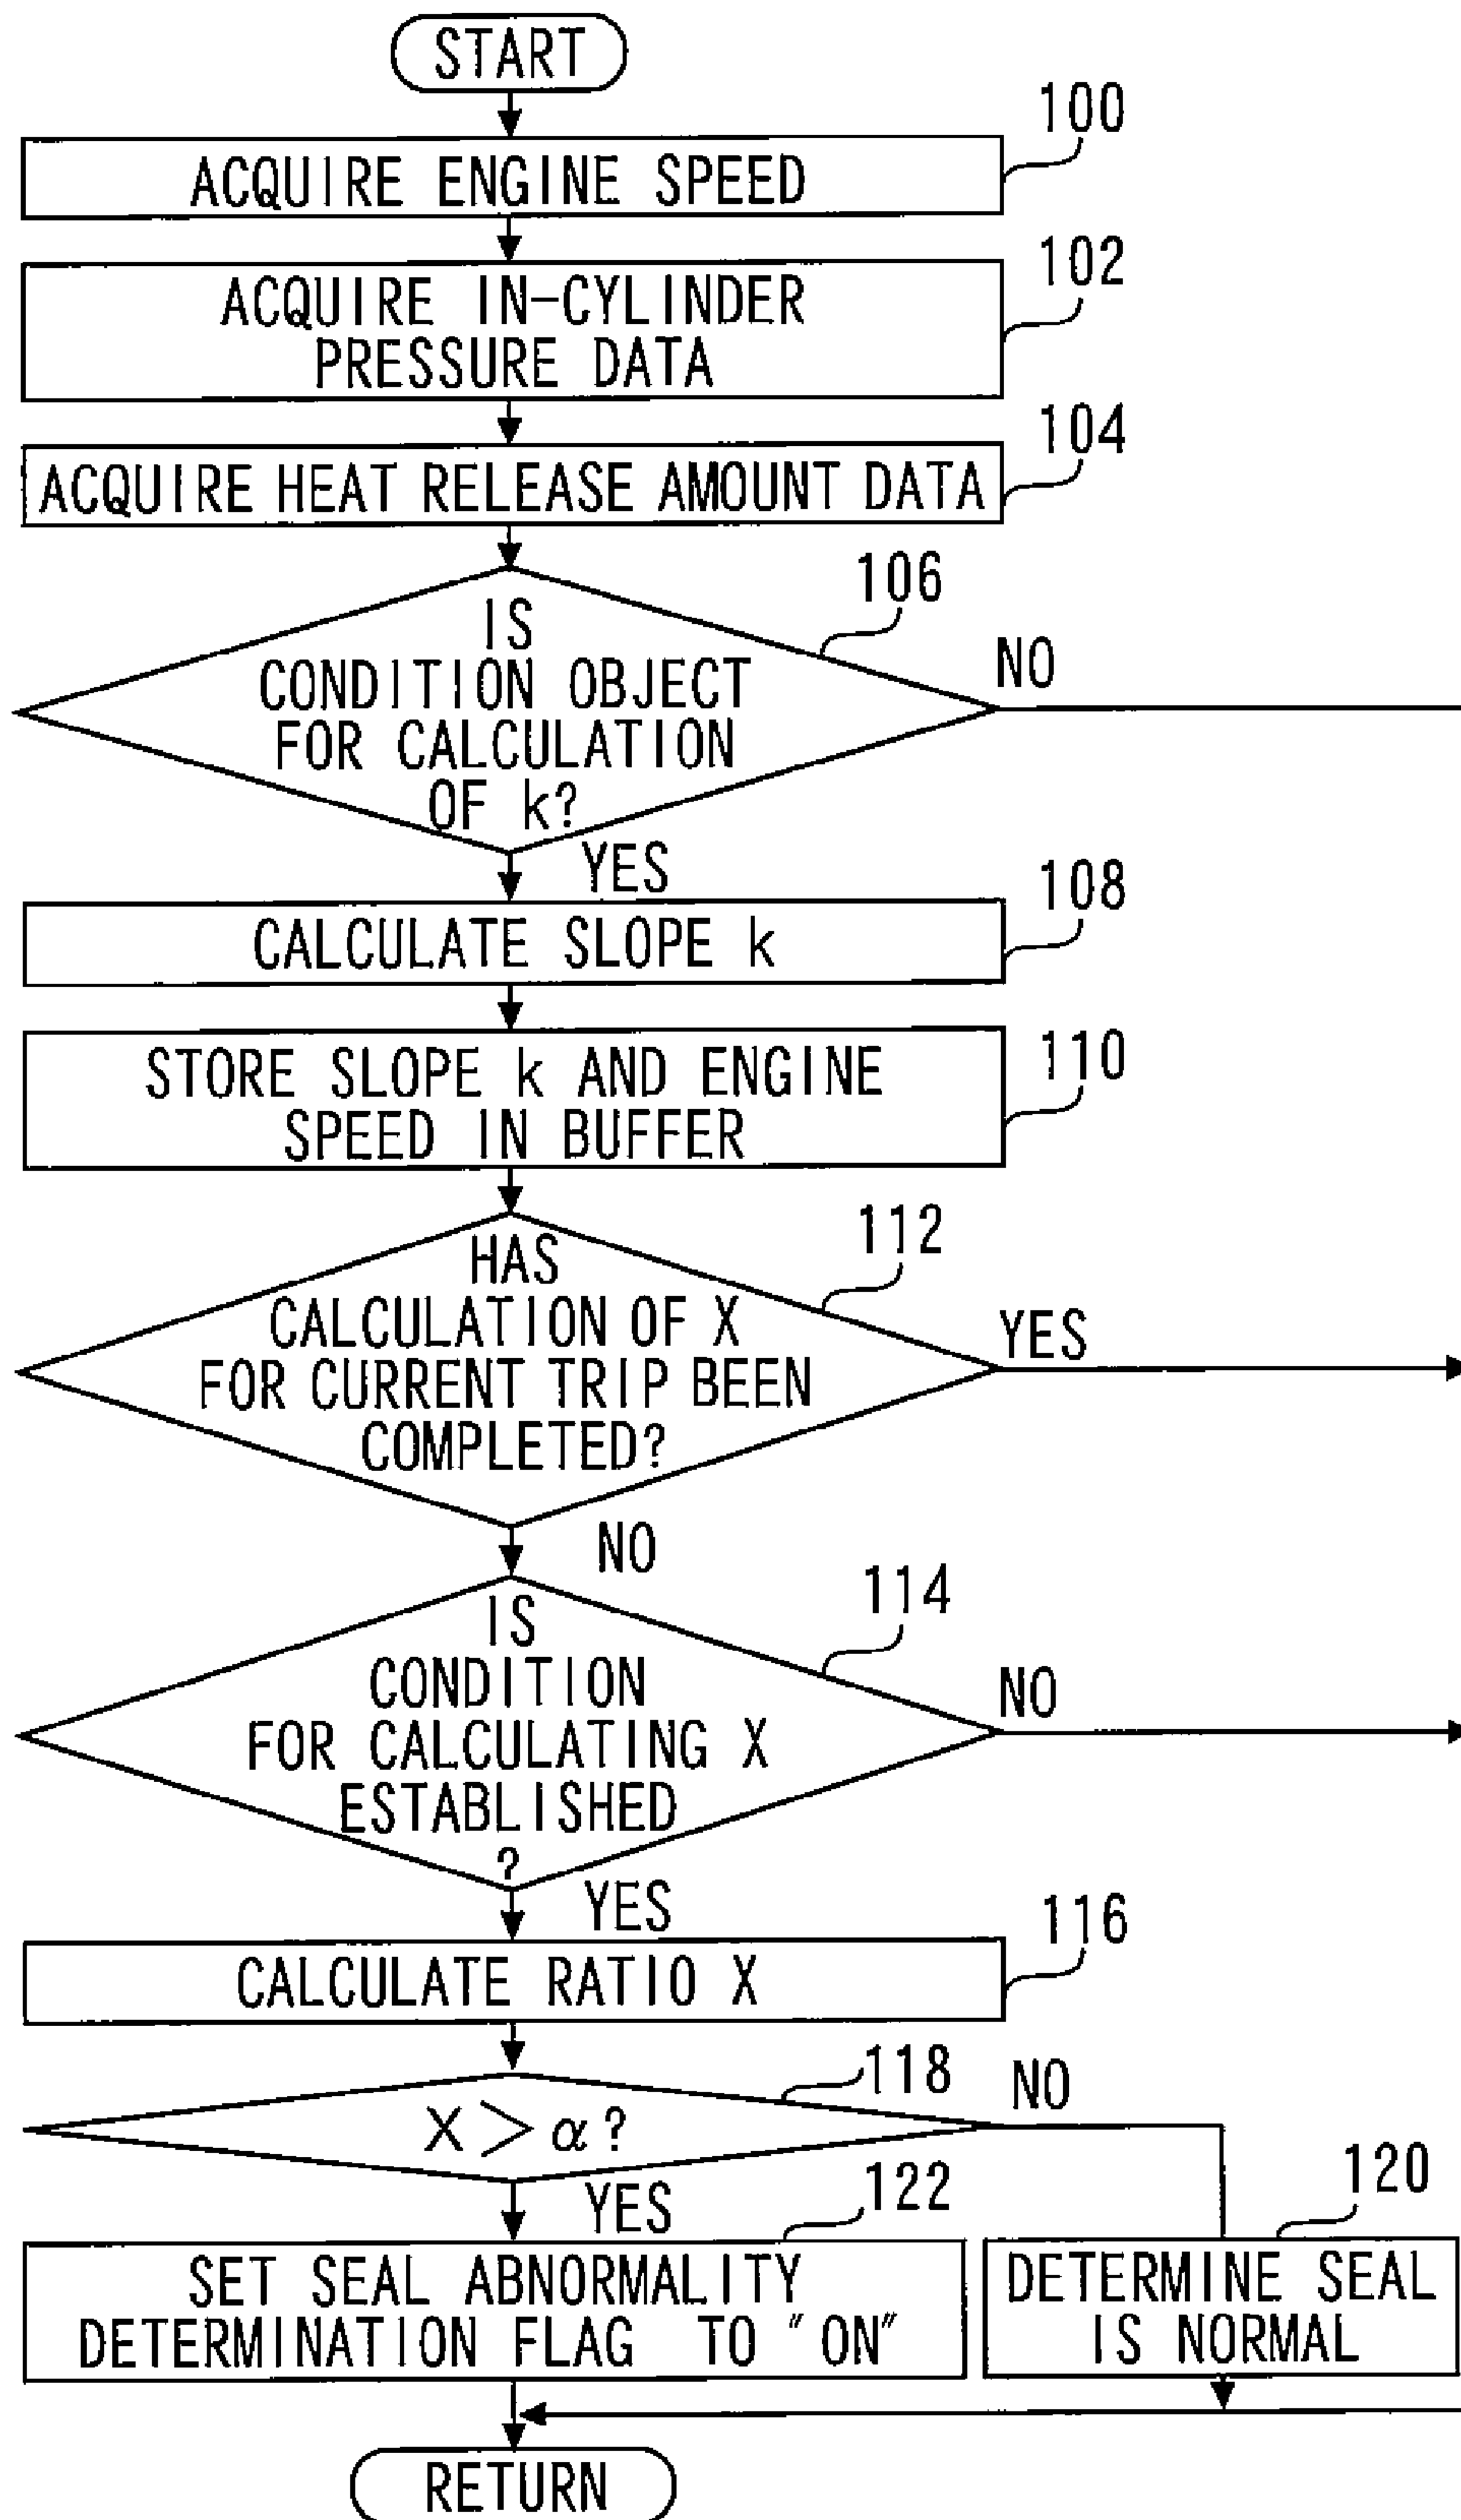 START
100
ACQUIRE ENGINE SPEED
102
ACQUIRE IN-CYLINDER
PRESSURE DATA
104
ACQUIRE HEAT RELEASE AMOUNT DATA
106
IS
CONDITION OBJECT
FOR CALCULATION
OF k?
NO
YES
108
CALCULATE SLOPE k
110
STORE SLOPE k AND ENGINE
SPEED IN BUFFER
112
HAS
CALCULATION OF X
FOR CURRENT TRIP BEEN
COMPLETED?
YES
NO
114
IS
CONDITION
FOR CALCULATING X
ESTABLISHED
?
NO
YES
116
CALCULATE RATIO X
118
X > α?
NO
YES
122
SET SEAL ABNORMALITY
DETERMINATION FLAG TO "ON"
120
DETERMINE SEAL
IS NORMAL
RETURN